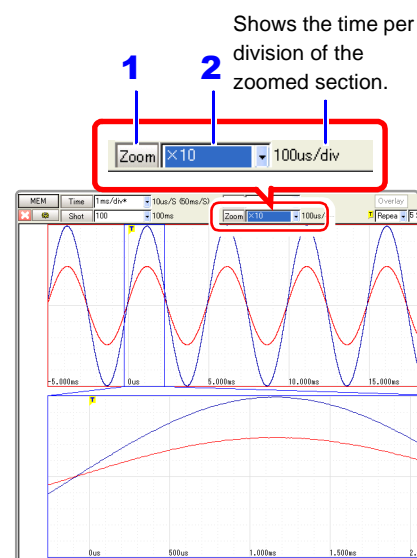 Shows the time per
division of the
zoomed section.
1
2
Zoom ×10 100us/div
MEM Time 1ms/div* 10us/S (50ms/S) Overlay
Shot 100 100ms Zoom ×10 100us/ T Repea
T
-5.000ms 0us 5.000ms 10.000ms 15.000ms
T
0us 500us 1.000ms 1.500ms 2.